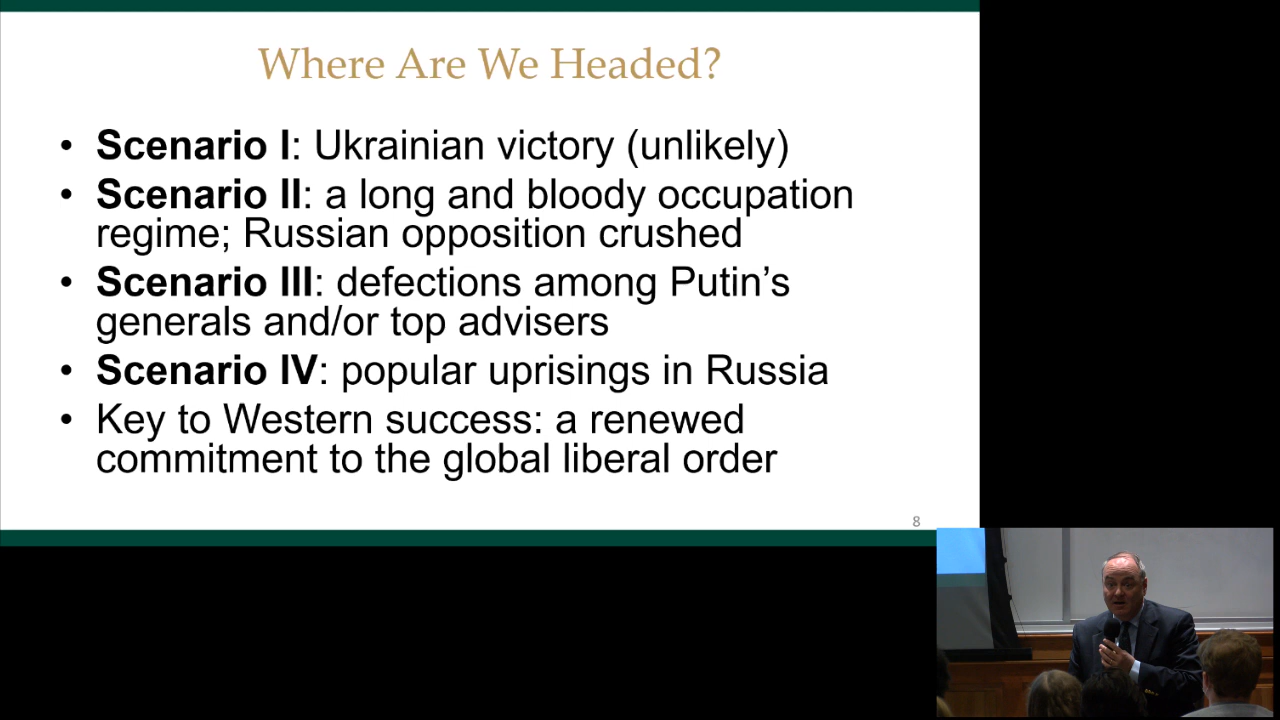 Where Are We Headed?
• Scenario I: Ukrainian victory (unlikely)
• Scenario II: a long and bloody occupation
regime; Russian opposition crushed
• Scenario III: defections among Putin’s
generals and/or top advisers
• Scenario IV: popular uprisings in Russia
• Key to Western success: a renewed
commitment to the global liberal order
8